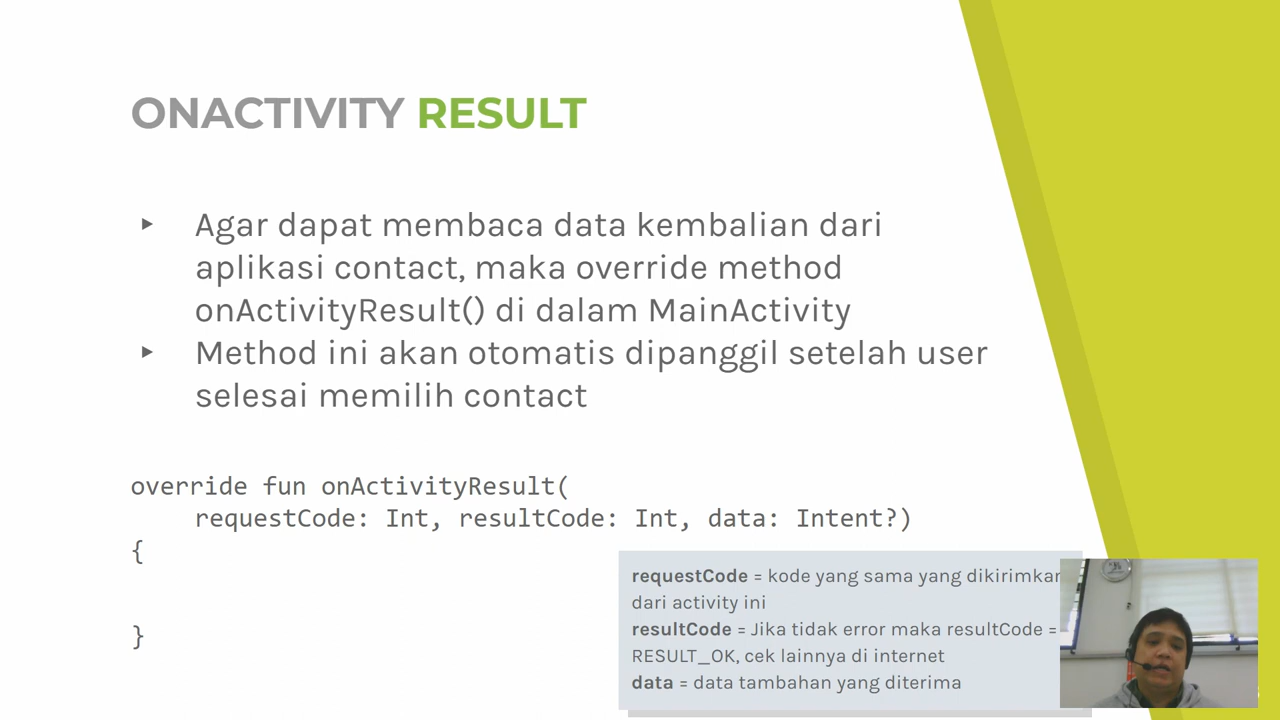 ONACTIVITY RESULT
▸ Agar dapat membaca data kembalian dari
aplikasi contact, maka override method
onActivityResult() di dalam MainActivity
▸ Method ini akan otomatis dipanggil setelah user
selesai memilih contact
override fun onActivityResult(
requestCode: Int, resultCode: Int, data: Intent?)
{
}
requestCode = kode yang sama yang dikirimkan
dari activity ini
resultCode = Jika tidak error maka resultCode =
RESULT_OK, cek lainnya di internet
data = data tambahan yang diterima